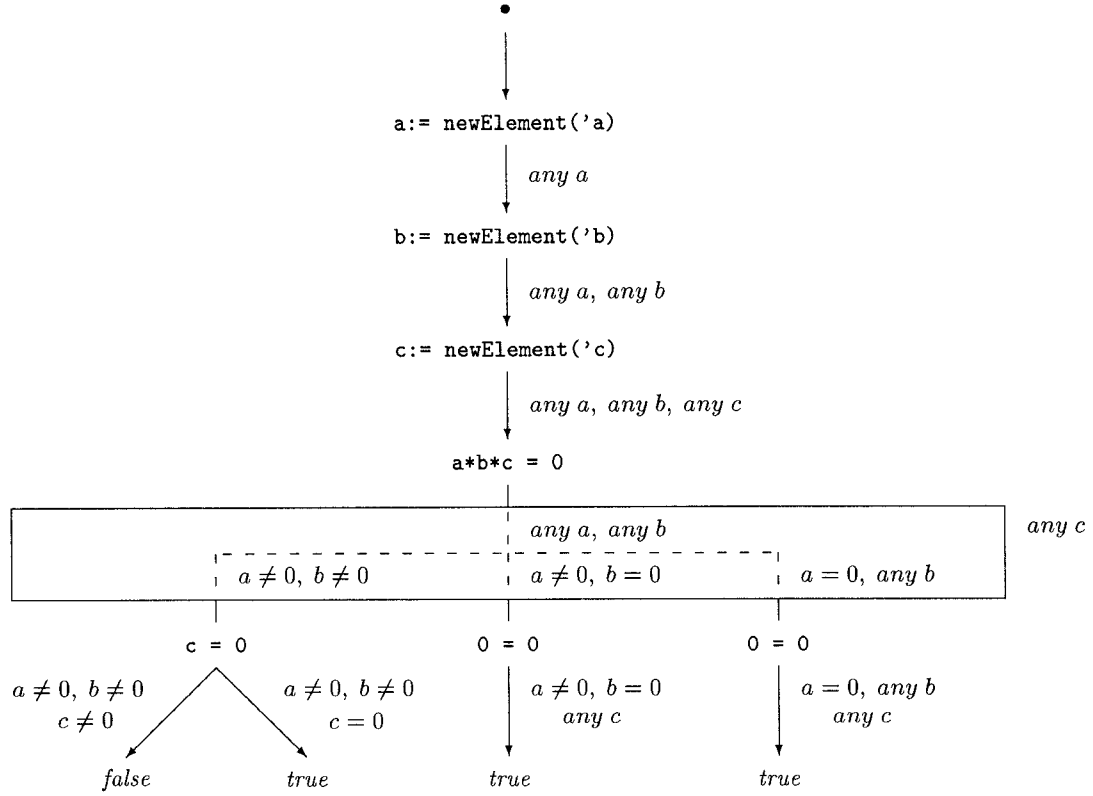 a:= newElement('a)
any a
b:= newElement('b)
any a, any b
c:= newElement('c)
any a, any b, any c
a*b*c = 0
any a, any b
any c
a ≠ 0, b ≠ 0
a ≠ 0, b = 0
a = 0, any b
c = 0
0 = 0
0 = 0
a ≠ 0, b ≠ 0
c ≠ 0
a ≠ 0, b ≠ 0
c = 0
a ≠ 0, b = 0
any c
a = 0, any b
any c
false
true
true
true